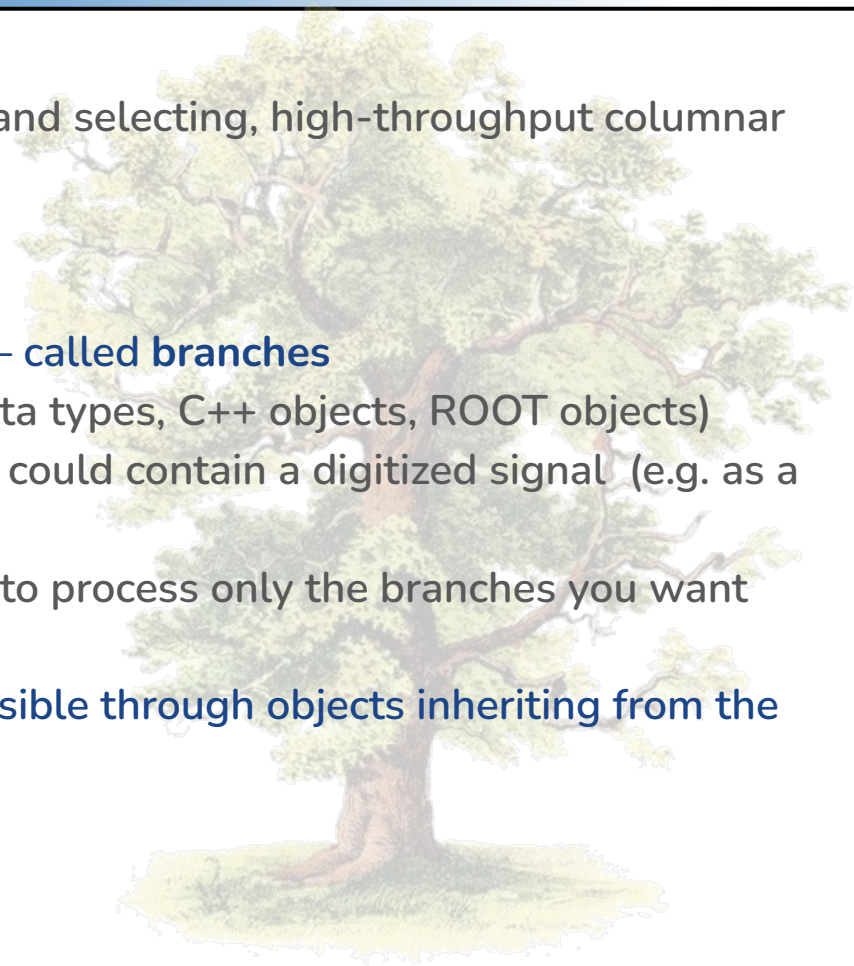 and selecting, high-throughput columnar
– called branches
ta types, C++ objects, ROOT objects)
could contain a digitized signal (e.g. as a
to process only the branches you want
sible through objects inheriting from the